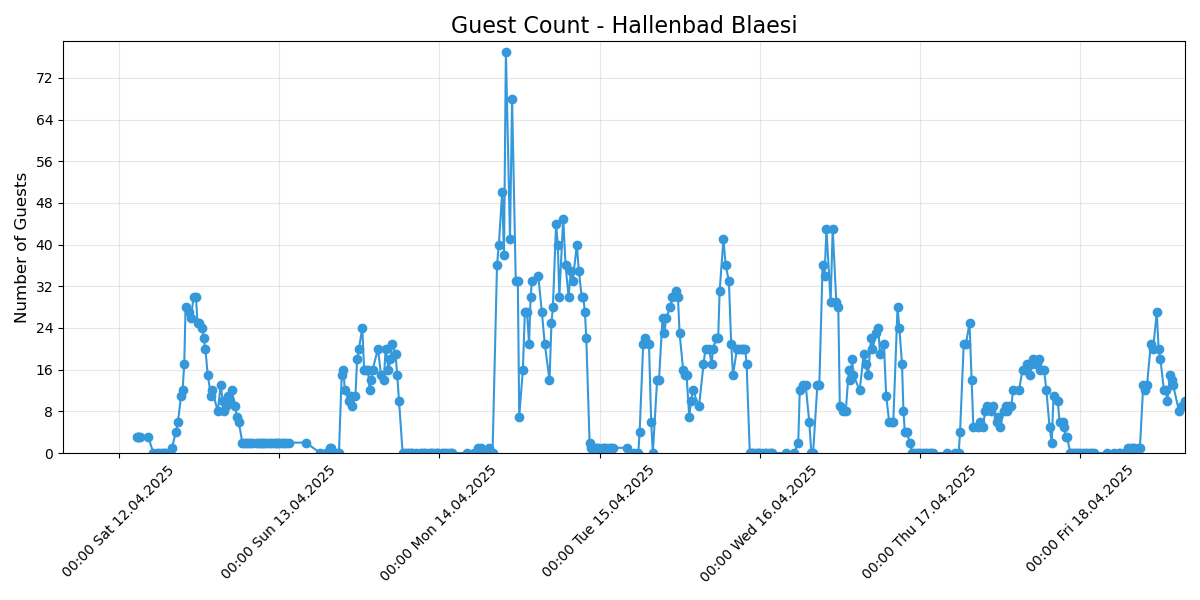 Guest Count - Hallenbad Blaesi
Number of Guests
72
64
56
48
40
32
24
16
8
0
00:00 Sat 12.04.2025
00:00 Sun 13.04.2025
00:00 Mon 14.04.2025
00:00 Tue 15.04.2025
00:00 Wed 16.04.2025
00:00 Thu 17.04.2025
00:00 Fri 18.04.2025